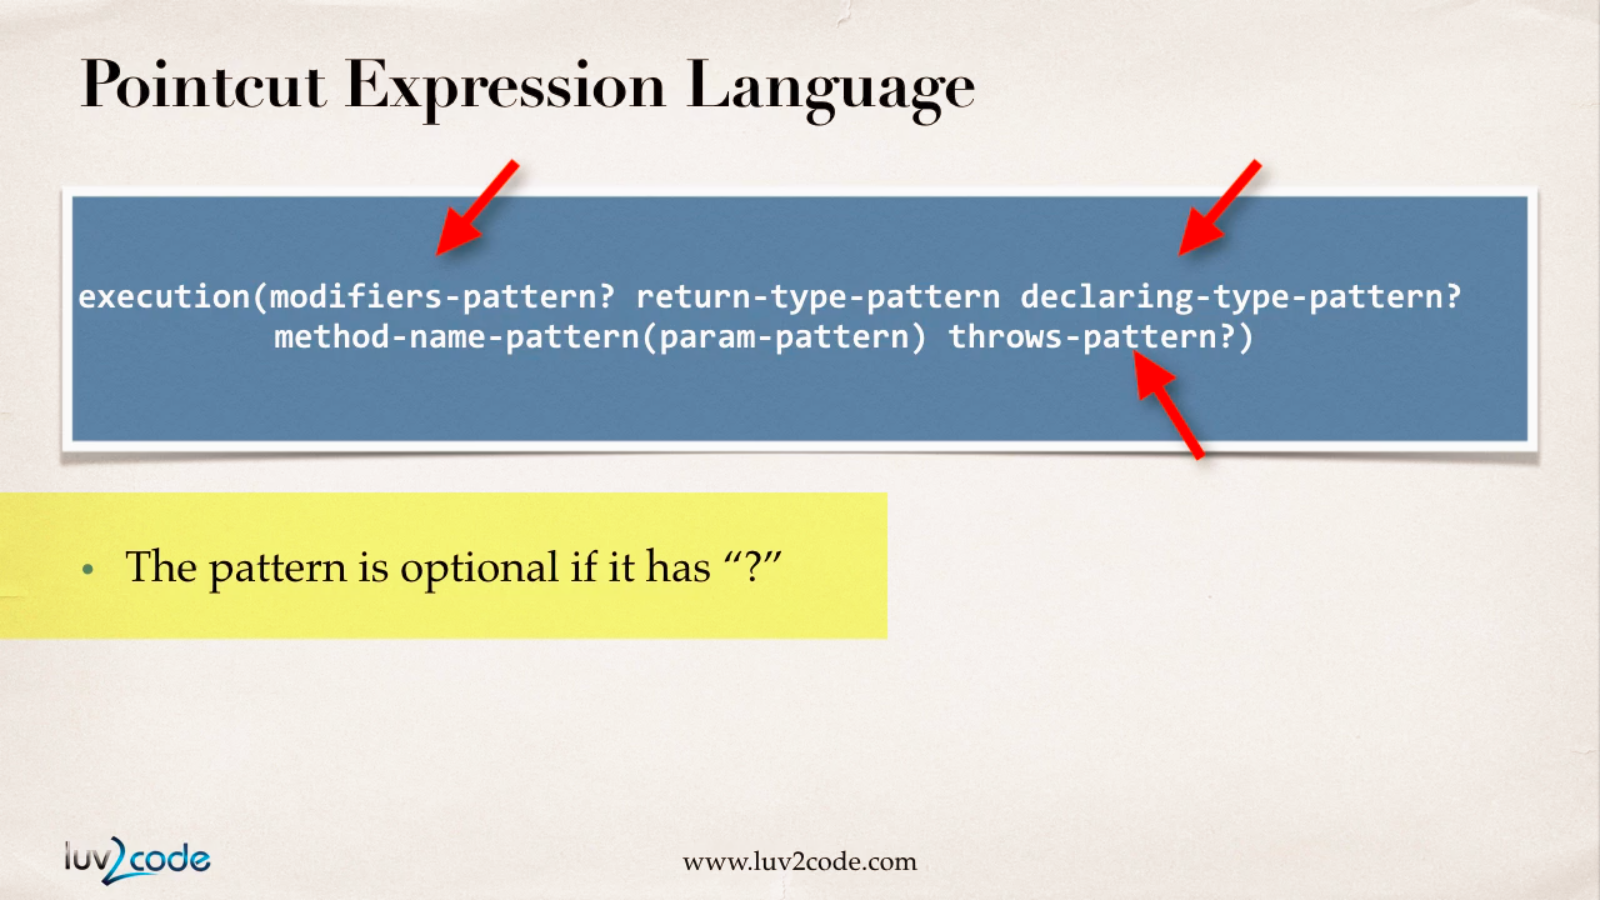 Pointcut Expression Language
execution(modifiers-pattern? return-type-pattern declaring-type-pattern?
method-name-pattern(param-pattern) throws-pattern?)
• The pattern is optional if it has “?”
luv2code
www.luv2code.com